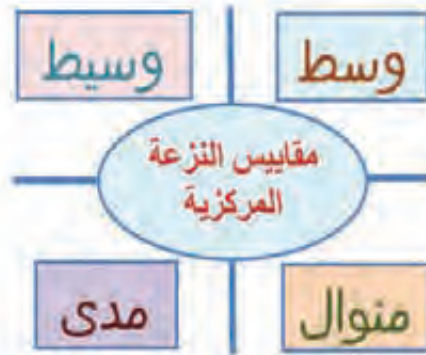 وسط
وسيط
مقاييس النزعة
المركزية
منوال
مدى